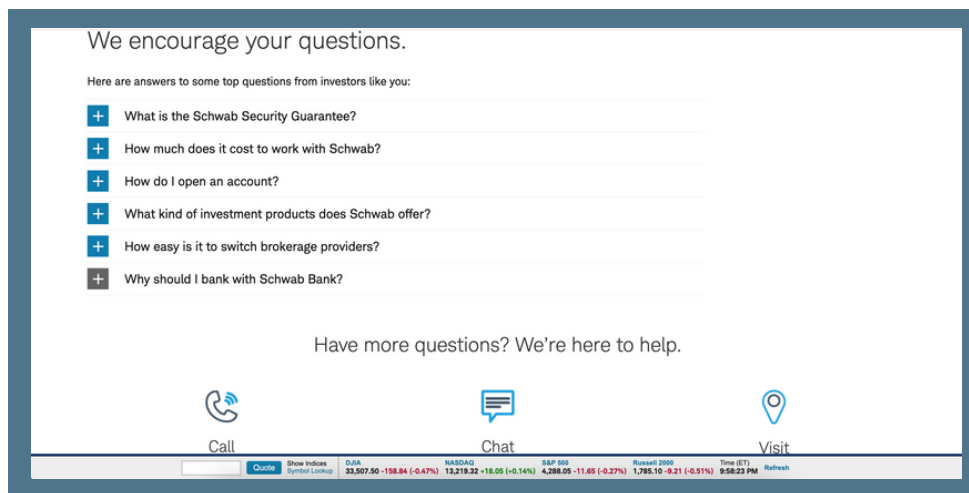 We encourage your questions.
Here are answers to some top questions from investors like you:
What is the Schwab Security Guarantee?
How much does it cost to work with Schwab?
How do I open an account?
What kind of investment products does Schwab offer?
How easy is it to switch brokerage providers?
Why should I bank with Schwab Bank?
Have more questions? We're here to help.
Call Chat Visit
Quote Show Indices DJIA NASDAQ S&P 500 Russell 2000 Time (ET) Refresh
Symbol Lookup 33,507.50 -158.84 (-0.47%) 13,219.32 +18.05 (+0.14%) 4,288.05 -11.65 (-0.27%) 1,785.10 -9.21 (-0.51%) 9:58:23 PM